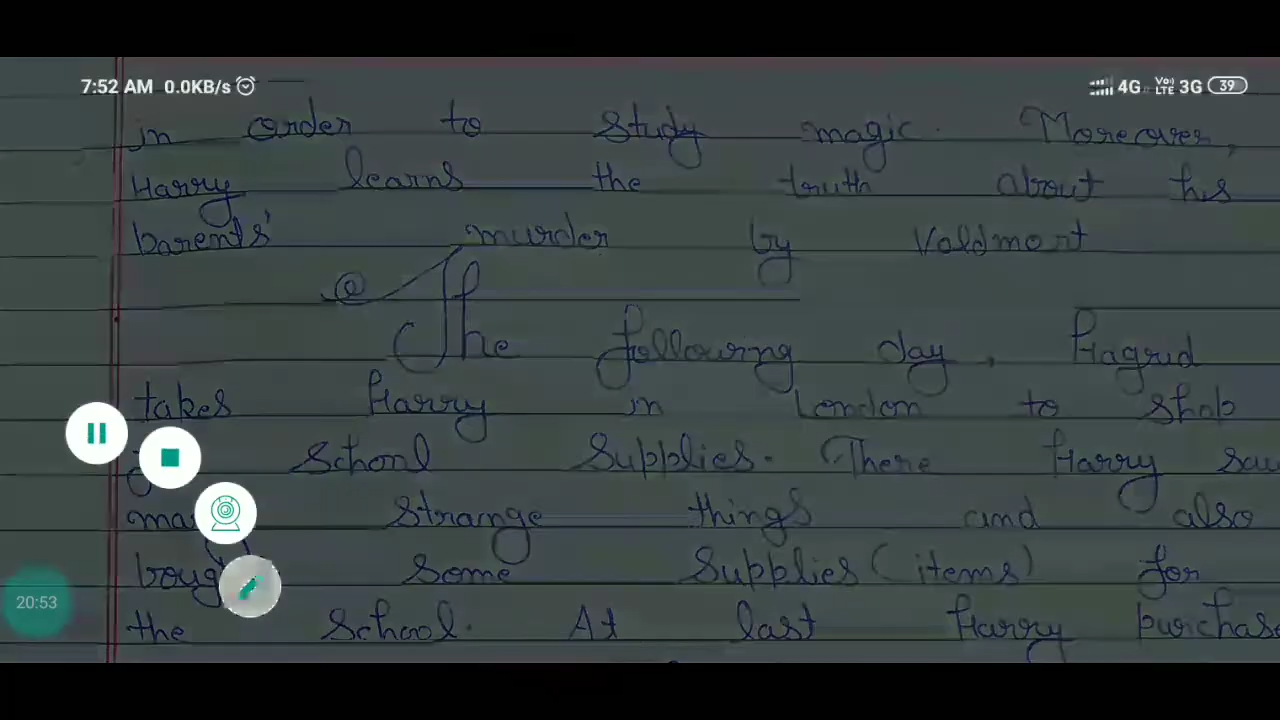 7:52 AM 0.0KB/s 4G VoLTE 3G 39
in order to study magic. Moreover,
Harry learns the truth about his
parents' murder by Valdmort
The following day, Hagrid
takes Harry in London to shop
School Supplies. There Harry saw
strange things and also
some Supplies (items) for
20:53
the School. At last Harry purchase